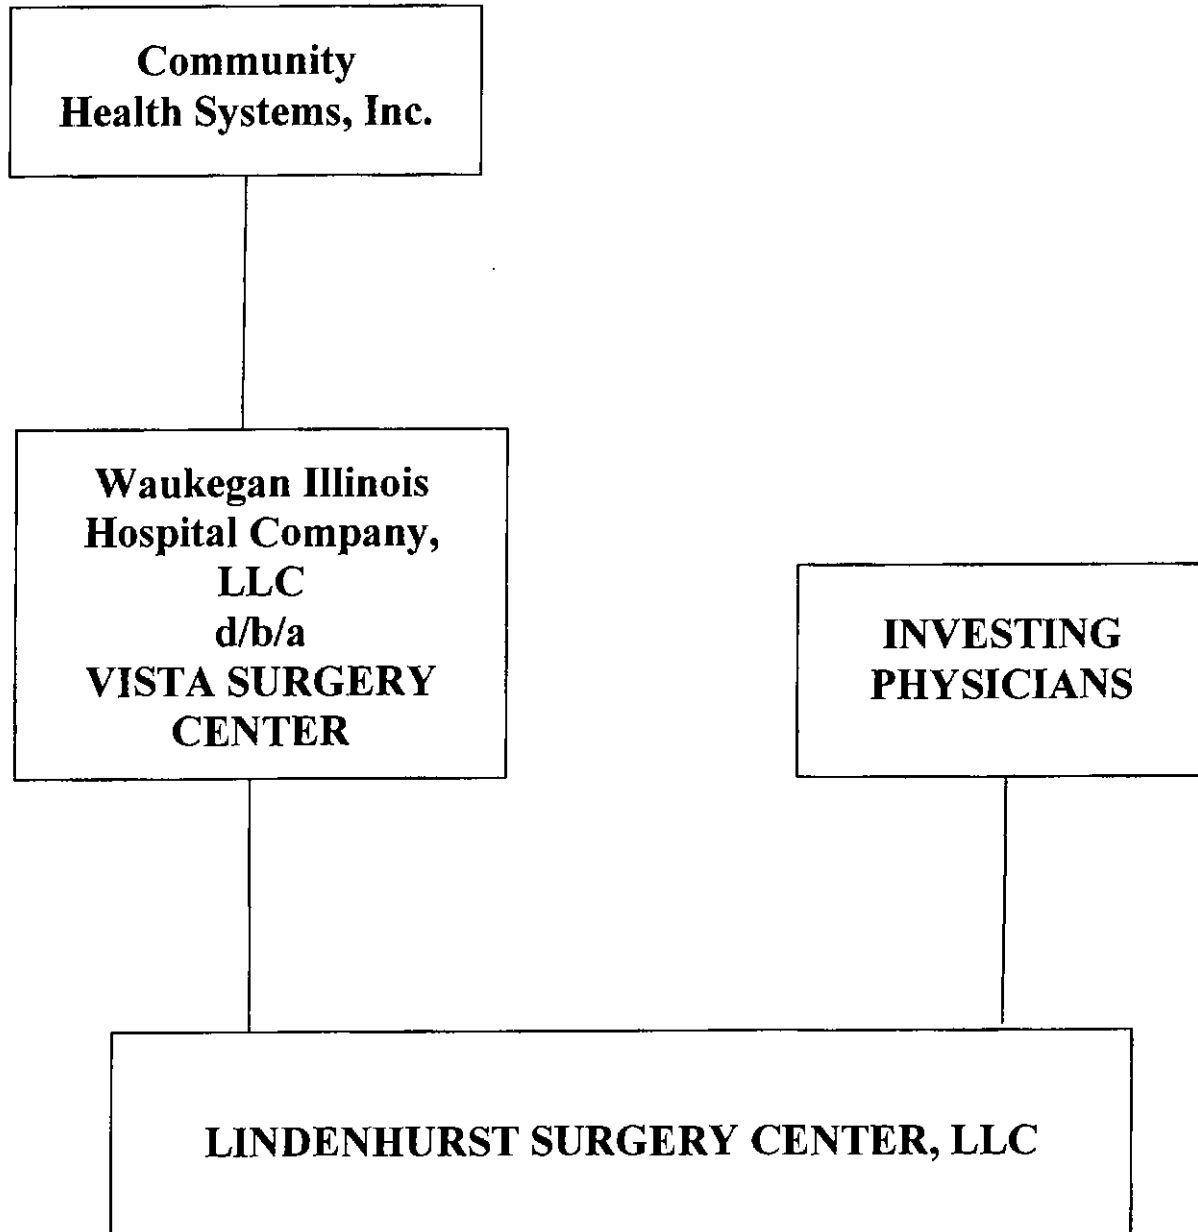 Community
Health Systems, Inc.
Waukegan Illinois
Hospital Company,
LLC
d/b/a
VISTA SURGERY
CENTER
INVESTING
PHYSICIANS
LINDENHURST SURGERY CENTER, LLC